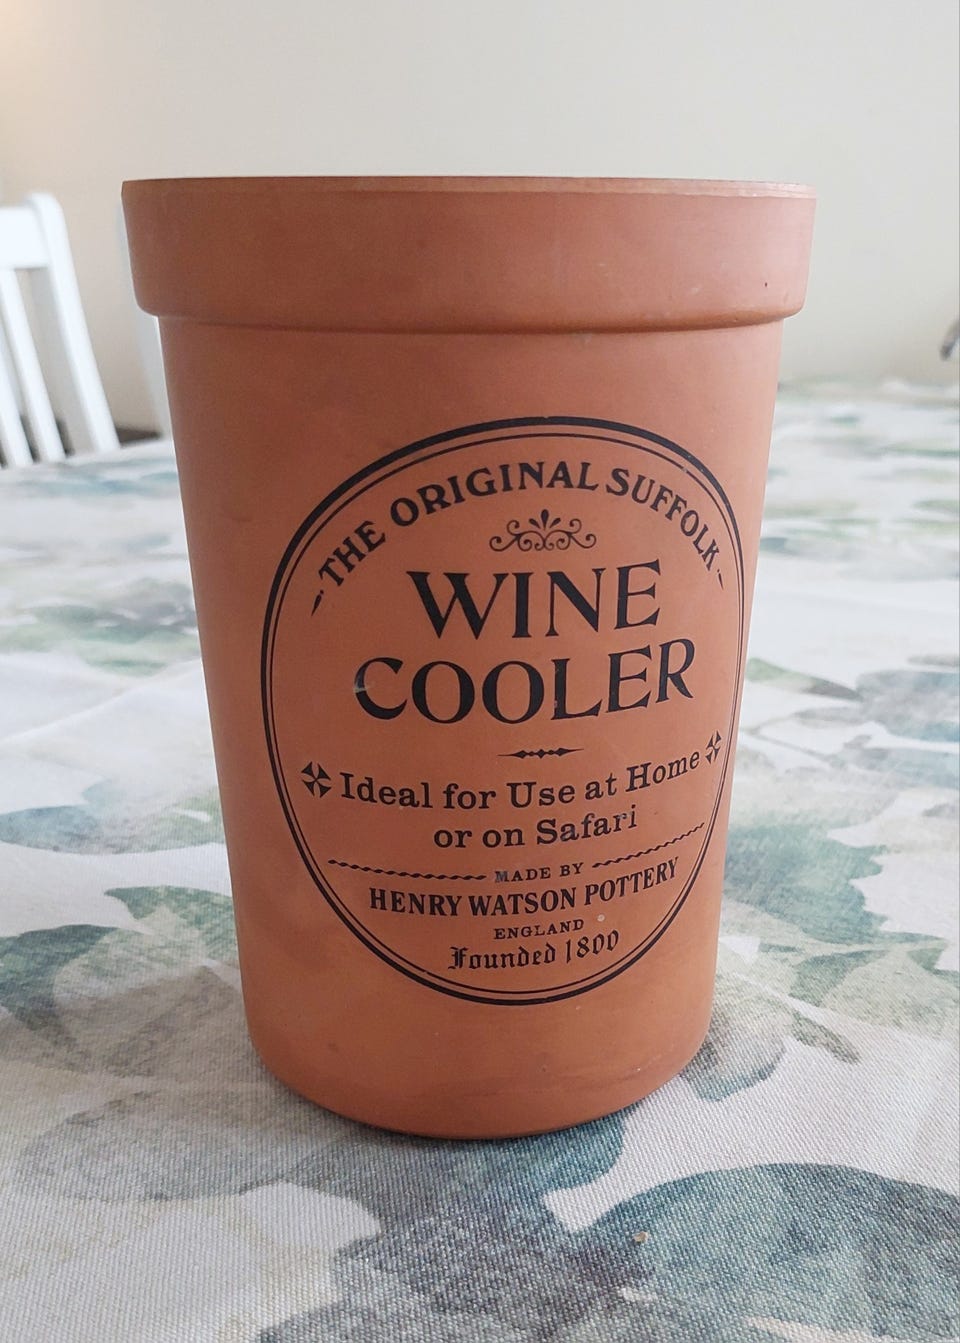 THE ORIGINAL SUFFOLK
WINE
COOLER
Ideal for Use at Home
or on Safari
MADE BY
HENRY WATSON POTTERY
ENGLAND
Founded 1800